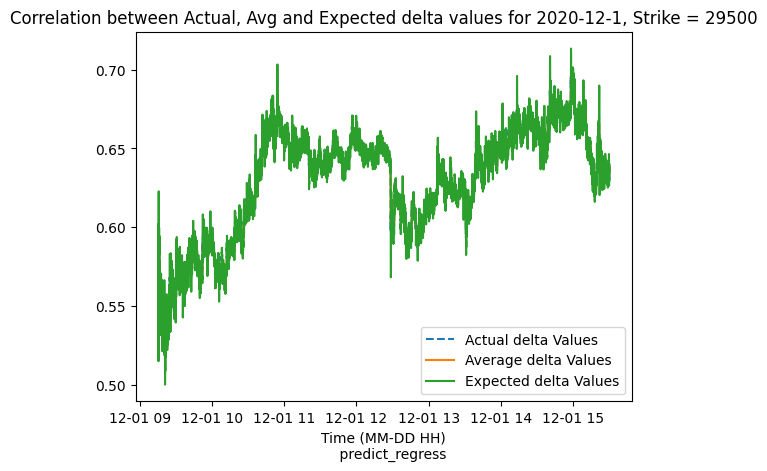 Correlation between Actual, Avg and Expected delta values for 2020-12-1, Strike = 29500
0.70
0.65
0.60
0.55
0.50
Actual delta Values
Average delta Values
Expected delta Values
12-01 09 12-01 10 12-01 11 12-01 12 12-01 13 12-01 14 12-01 15
Time (MM-DD HH)
predict_regress